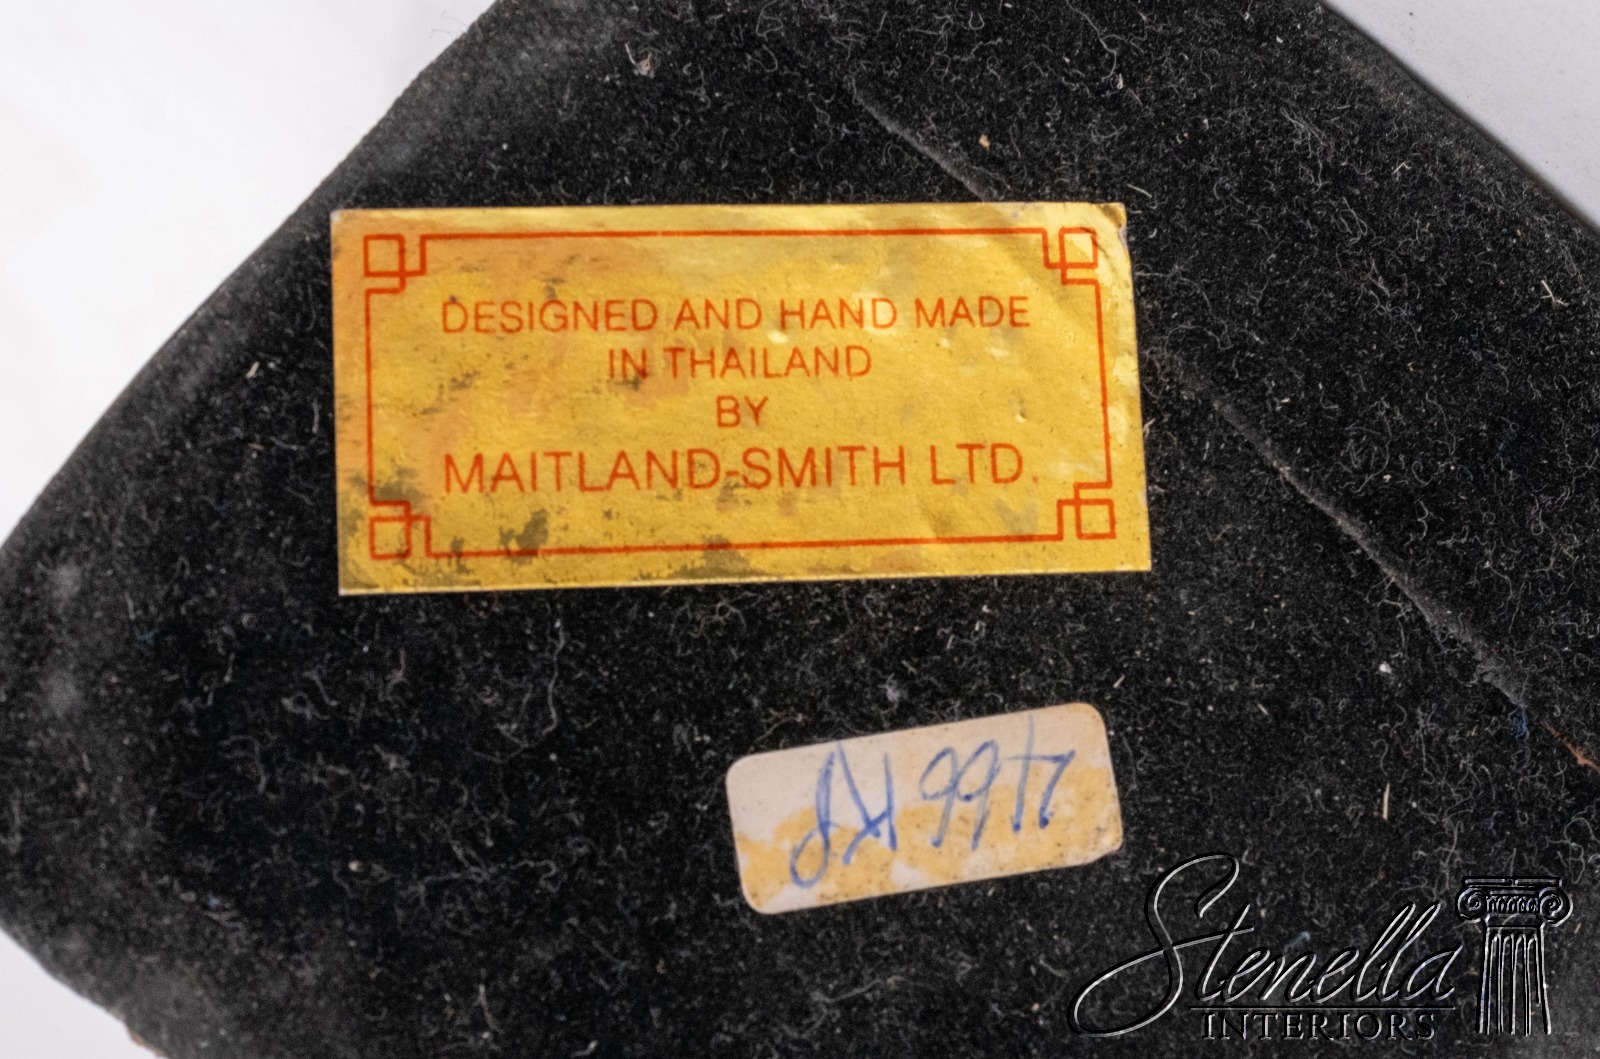 DESIGNED AND HAND MADE
IN THAILAND
BY
MAITLAND-SMITH LTD.
Stenella
INTERIORS